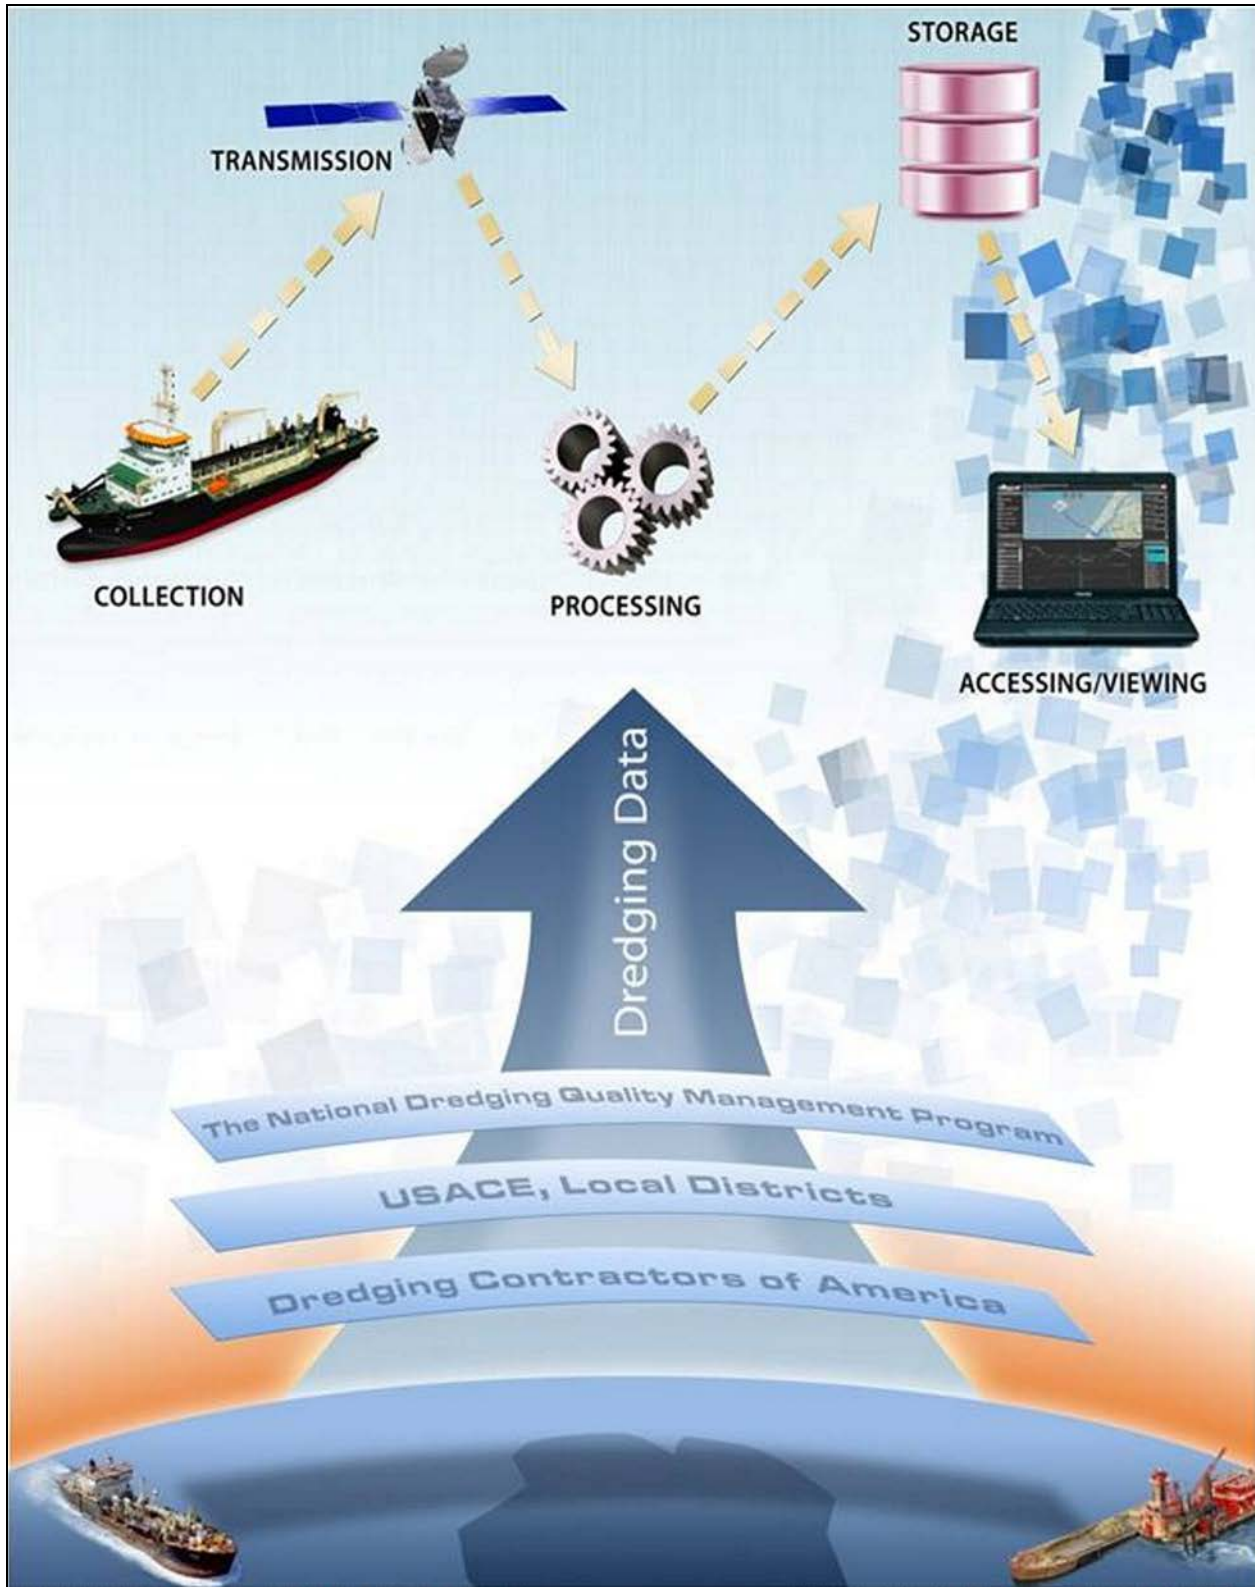 STORAGE
TRANSMISSION
COLLECTION
PROCESSING
ACCESSING/VIEWING
Dredging Data
The National Dredging Quality Management Program
USACE, Local Districts
Dredging Contractors of America